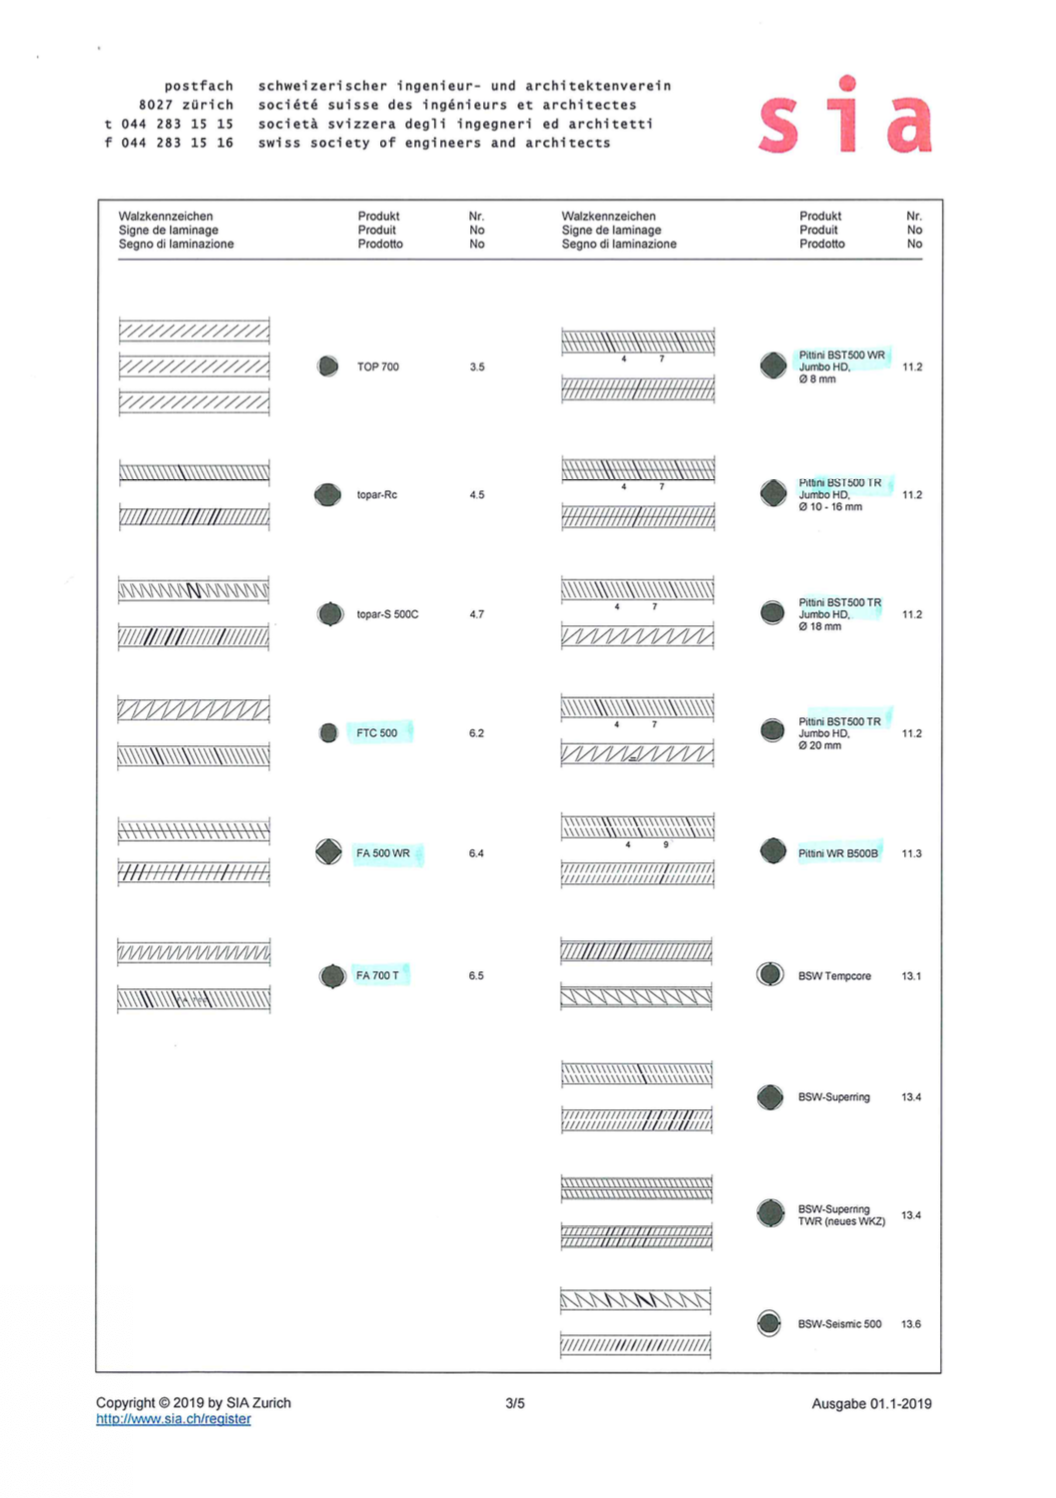 postfach schweizerischer ingenieur- und architektenverein
8027 zürich société suisse des ingénieurs et architectes
t 044 283 15 15 società svizzera degli ingegneri ed architetti
f 044 283 15 16 swiss society of engineers and architects
sia
Walzkennzeichen Produkt Nr.
Signe de laminage Produit No
Segno di laminazione Prodotto No
TOP 700 3.5
topar-Rc 4.5
topar-S 500C 4.7
FTC 500 6.2
FA 500 WR 6.4
FA 700 T 6.5
Walzkennzeichen Produkt Nr.
Signe de laminage Produit No
Segno di laminazione Prodotto No
4 7
Pittini BST500 WR
Jumbo HD, 11.2
Ø 8 mm
4 7
Pittini BST500 TR
Jumbo HD, 11.2
Ø 10 - 16 mm
4 7
Pittini BST500 TR
Jumbo HD, 11.2
Ø 18 mm
4 7
Pittini BST500 TR
Jumbo HD, 11.2
Ø 20 mm
4 9
Pittini WR B500B 11.3
BSW Tempcore 13.1
BSW-Superring 13.4
BSW-Superring
TWR (neues WKZ) 13.4
BSW-Seismic 500 13.6
Copyright © 2019 by SIA Zurich 3/5 Ausgabe 01.1-2019
http://www.sia.ch/register